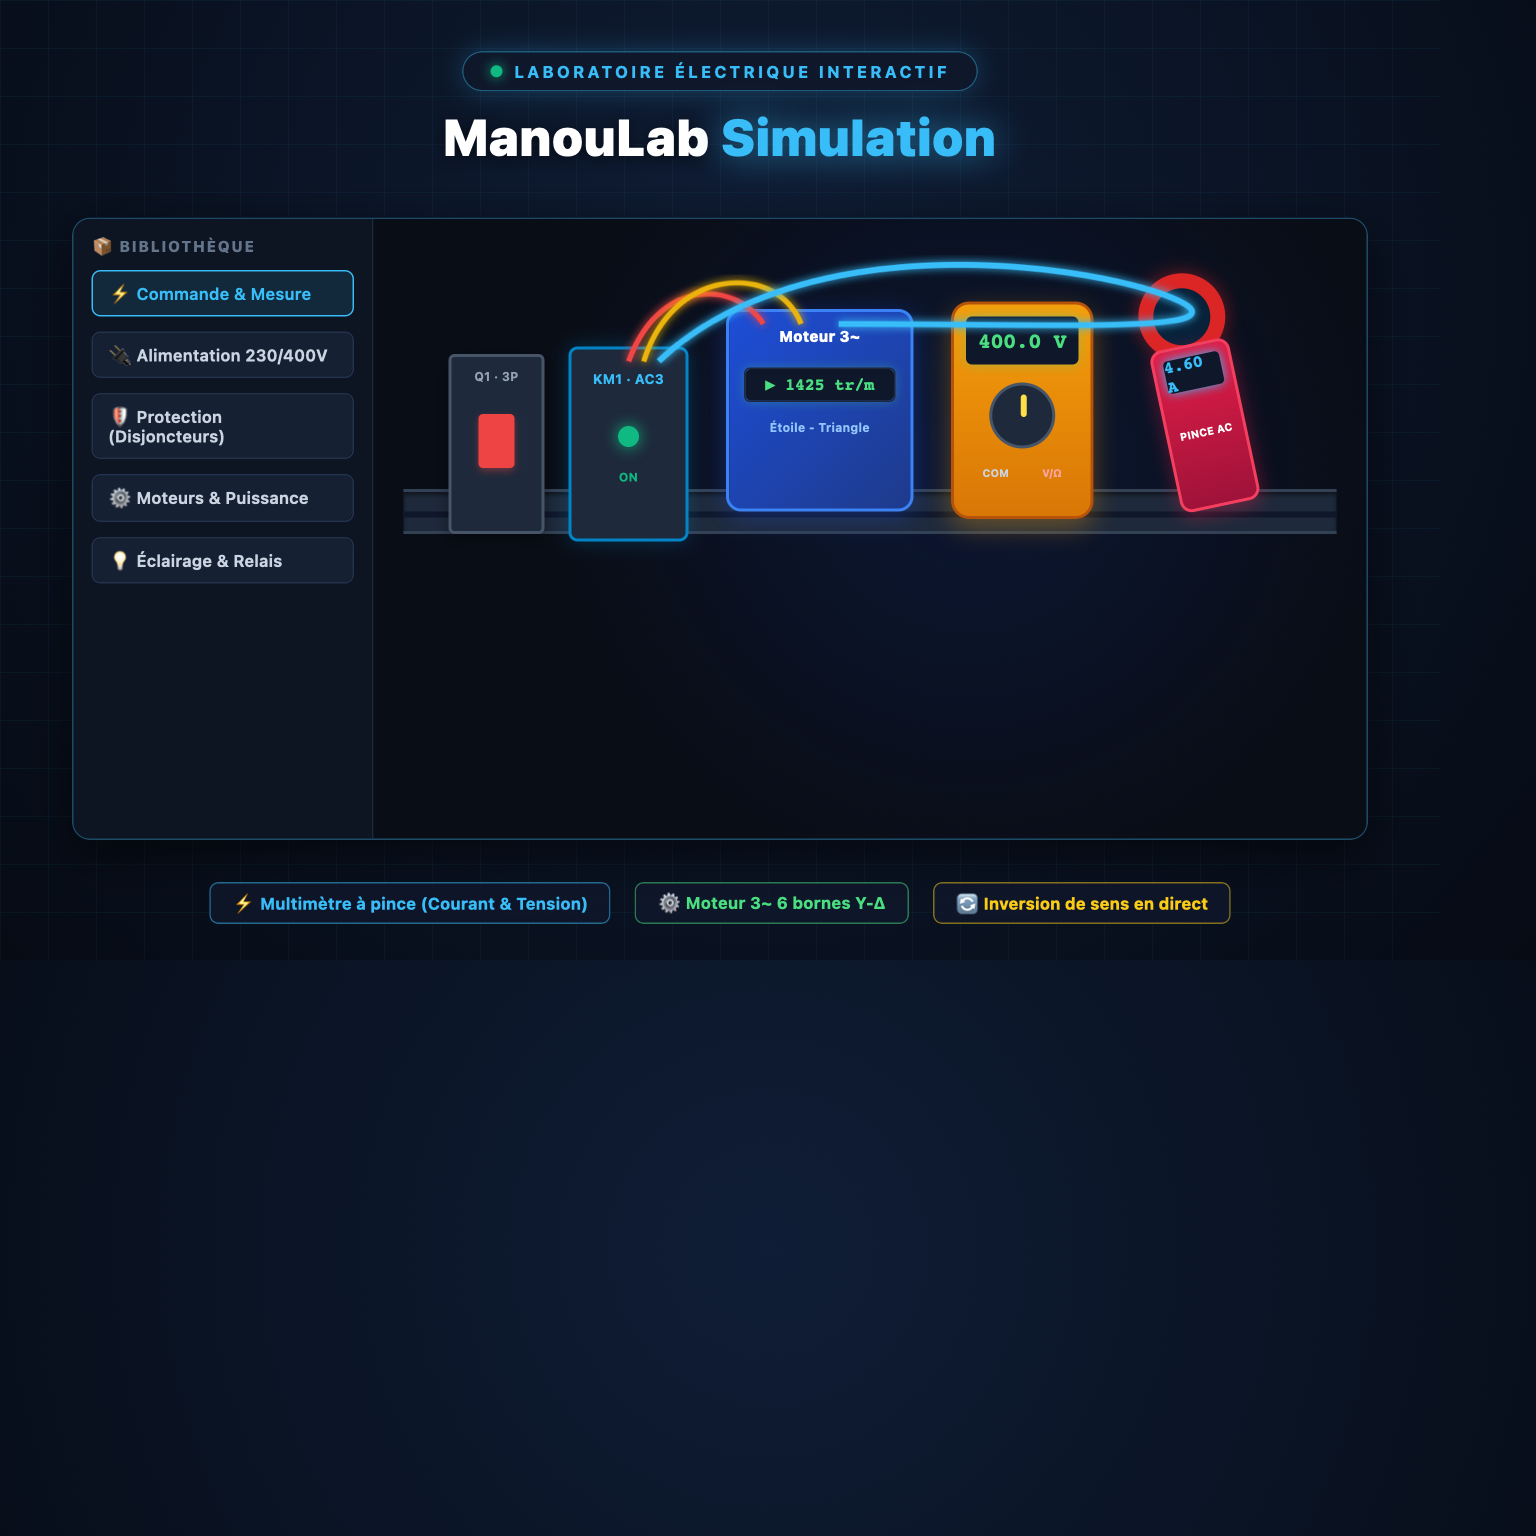 LABORATOIRE ÉLECTRIQUE INTERACTIF
ManouLab Simulation
BIBLIOTHÈQUE
Commande & Mesure
Alimentation 230/400V
Protection
(Disjoncteurs)
Moteurs & Puissance
Éclairage & Relais
Q1 · 3P
KM1 · AC3
ON
Moteur 3~
▶ 1425 tr/m
Étoile - Triangle
400.0 V
COM V/Ω
4.60
A
PINCE AC
Multimètre à pince (Courant & Tension)
Moteur 3~ 6 bornes Y-Δ
Inversion de sens en direct